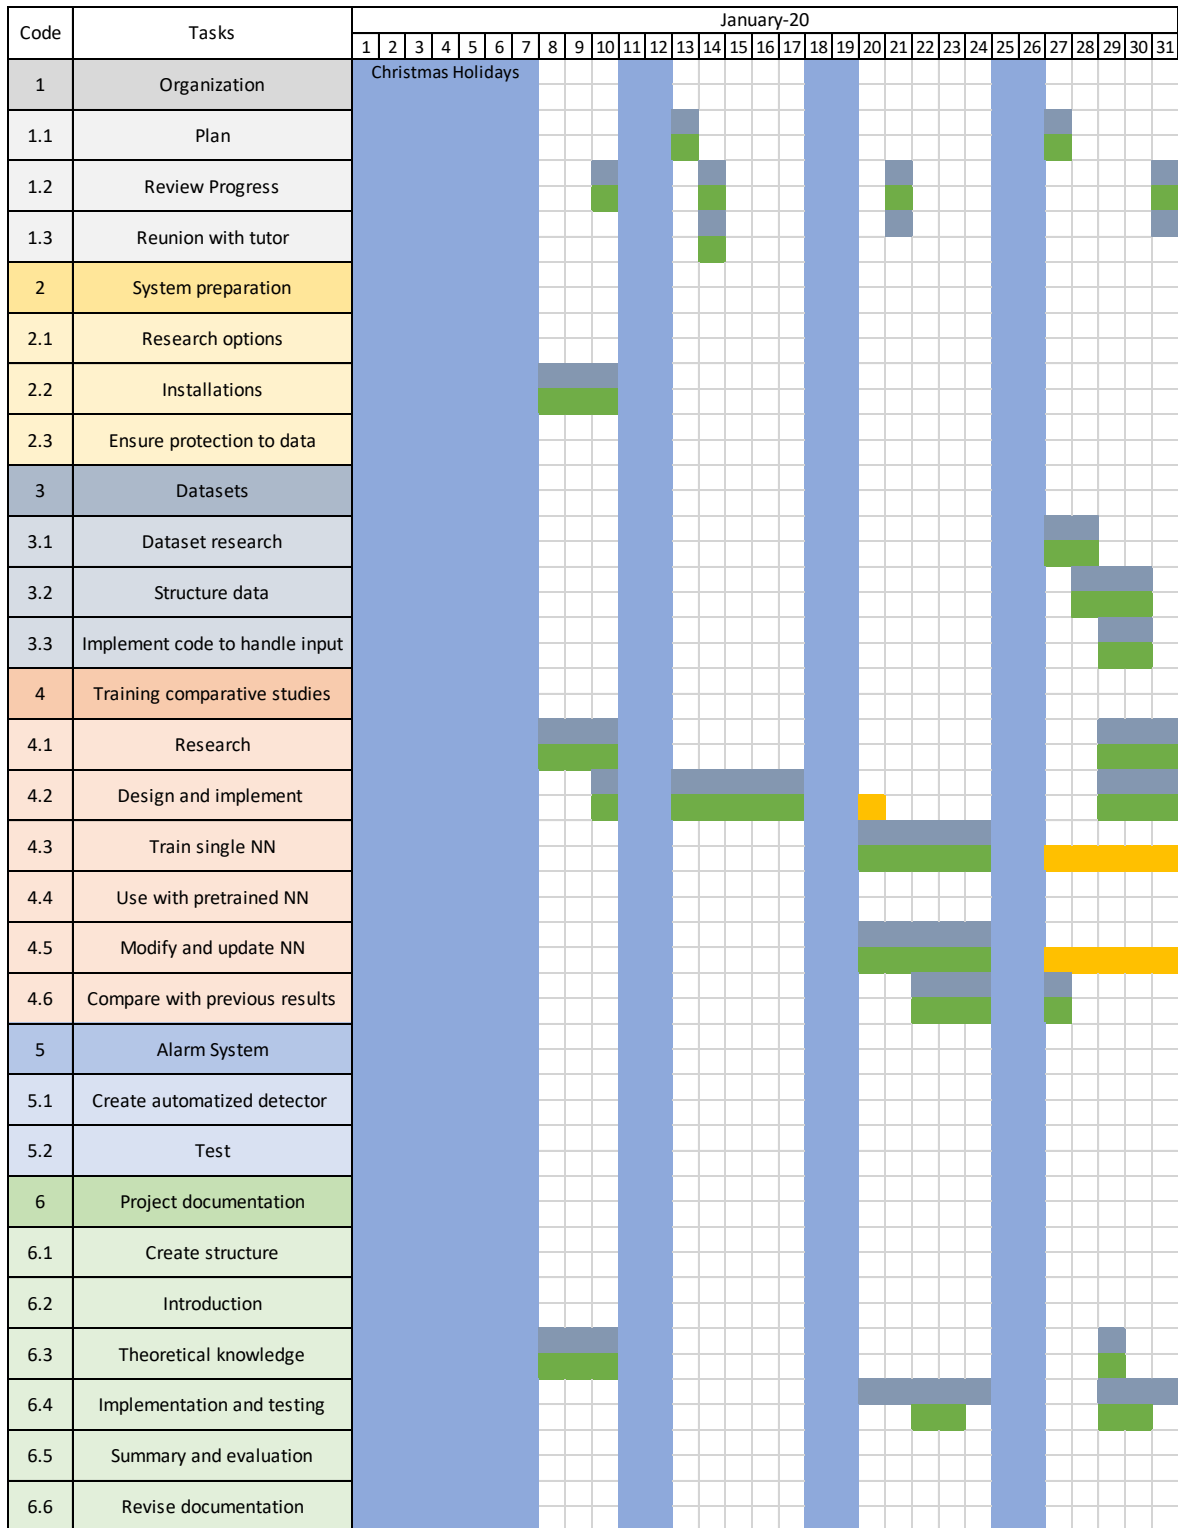 Code Tasks January-20
1 2 3 4 5 6 7 8 9 10 11 12 13 14 15 16 17 18 19 20 21 22 23 24 25 26 27 28 29 30 31
Christmas Holidays
1 Organization
1.1 Plan
1.2 Review Progress
1.3 Reunion with tutor
2 System preparation
2.1 Research options
2.2 Installations
2.3 Ensure protection to data
3 Datasets
3.1 Dataset research
3.2 Structure data
3.3 Implement code to handle input
4 Training comparative studies
4.1 Research
4.2 Design and implement
4.3 Train single NN
4.4 Use with pretrained NN
4.5 Modify and update NN
4.6 Compare with previous results
5 Alarm System
5.1 Create automatized detector
5.2 Test
6 Project documentation
6.1 Create structure
6.2 Introduction
6.3 Theoretical knowledge
6.4 Implementation and testing
6.5 Summary and evaluation
6.6 Revise documentation